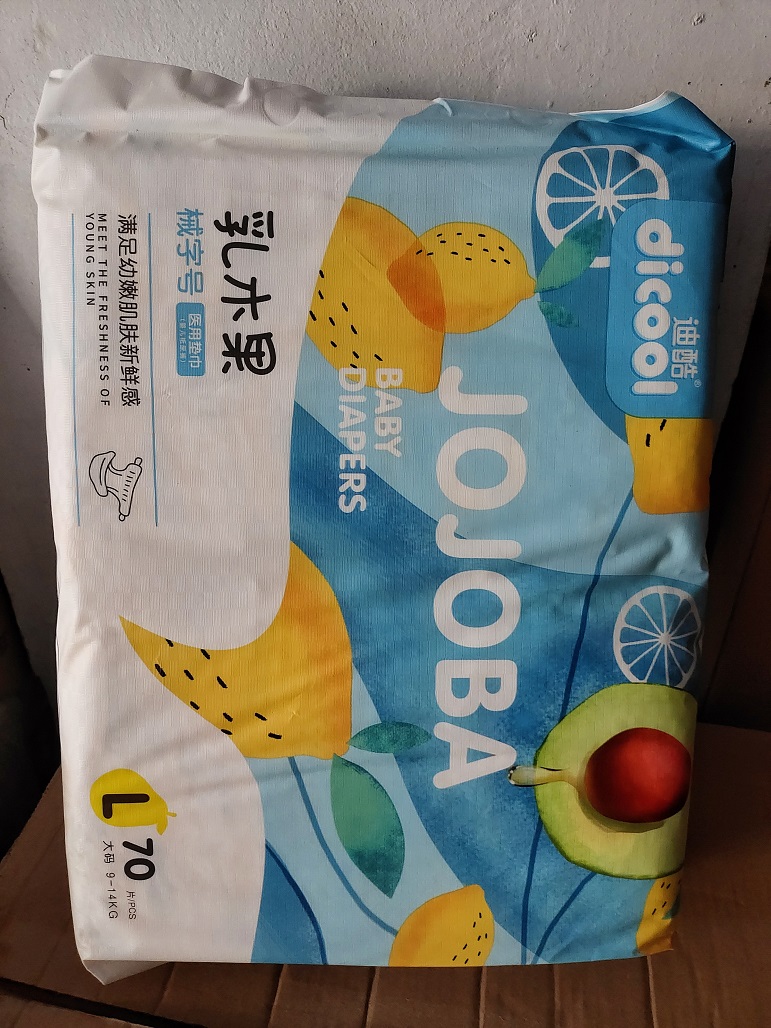 dicool
迪酷®
JOJOBA
BABY
DIAPERS
乳木果
械字号
医用垫巾
满足幼嫩肌肤新鲜感
MEET THE FRESHNESS OF
YOUNG SKIN
L
70
片/PCS
大码 9-14KG